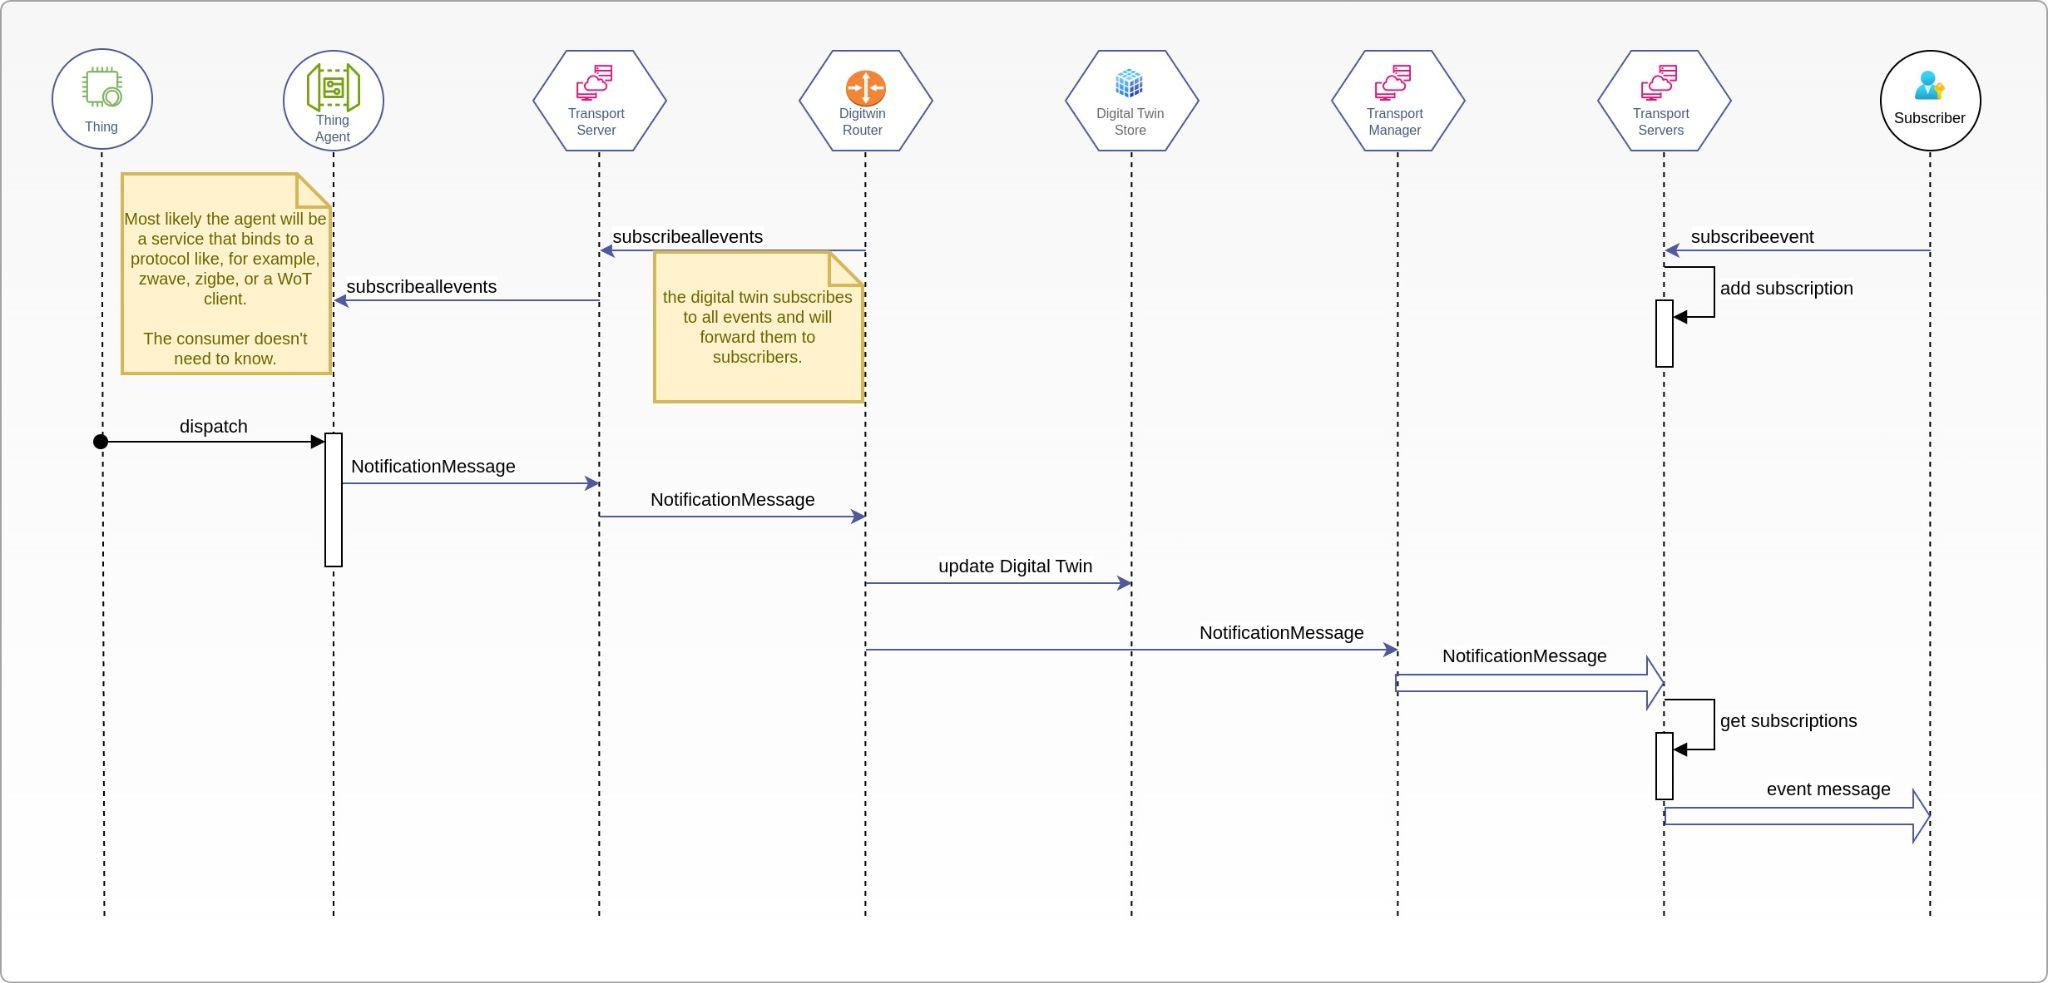 Thing
Thing
Agent
Transport
Server
Digitwin
Router
Digital Twin
Store
Transport
Manager
Transport
Servers
Subscriber
Most likely the agent will be
a service that binds to a
protocol like, for example,
zwave, zigbe, or a WoT
client.
The consumer doesn't
need to know.
subscribeallevents
subscribeevent
subscribeallevents
the digital twin subscribes
to all events and will
forward them to
subscribers.
add subscription
dispatch
NotificationMessage
NotificationMessage
update Digital Twin
NotificationMessage
NotificationMessage
get subscriptions
event message